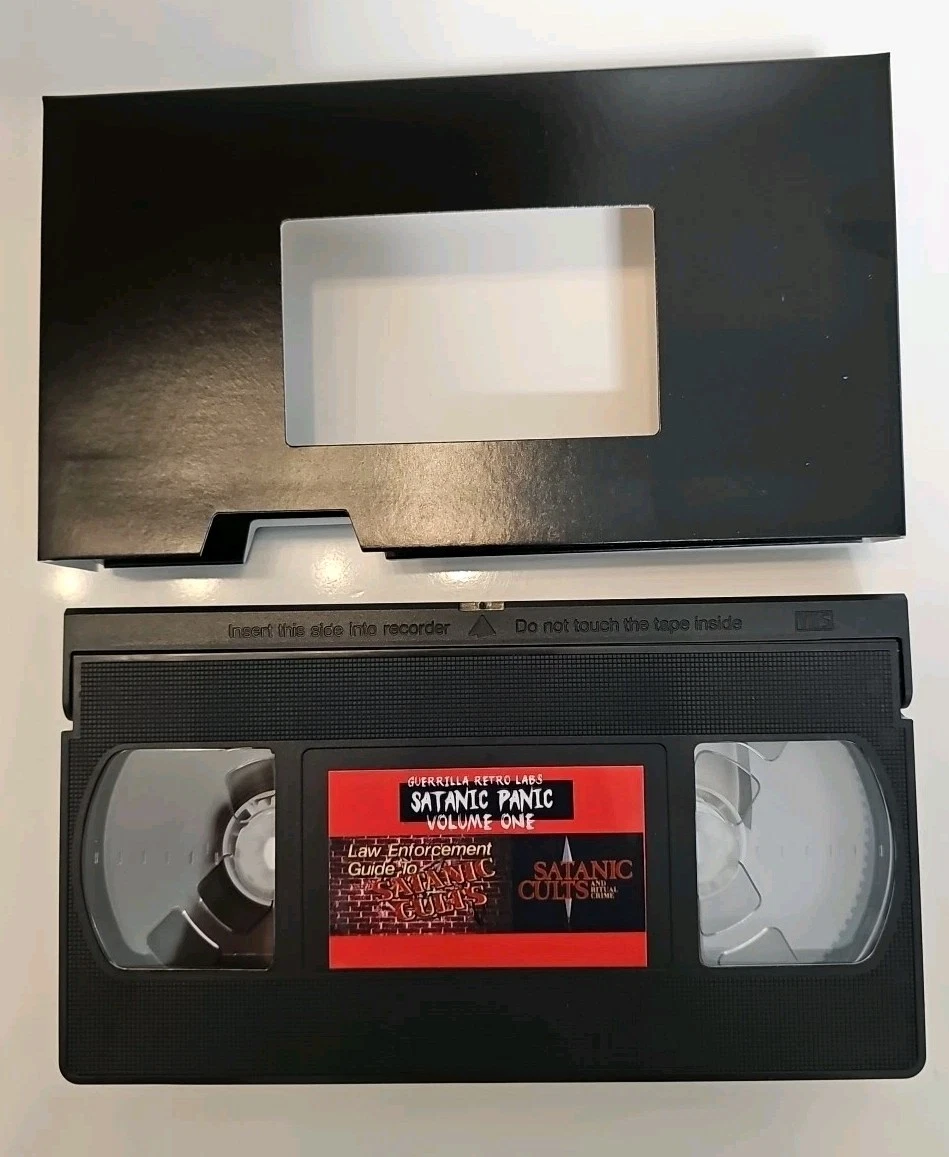 Insert this side into recorder Do not touch the tape inside VHS
GUERRILLA RETRO LABS
SATANIC PANIC
VOLUME ONE
Law Enforcement
Guide To
SATANIC
CULTS
SATANIC
CULTS AND RITUAL CRIME